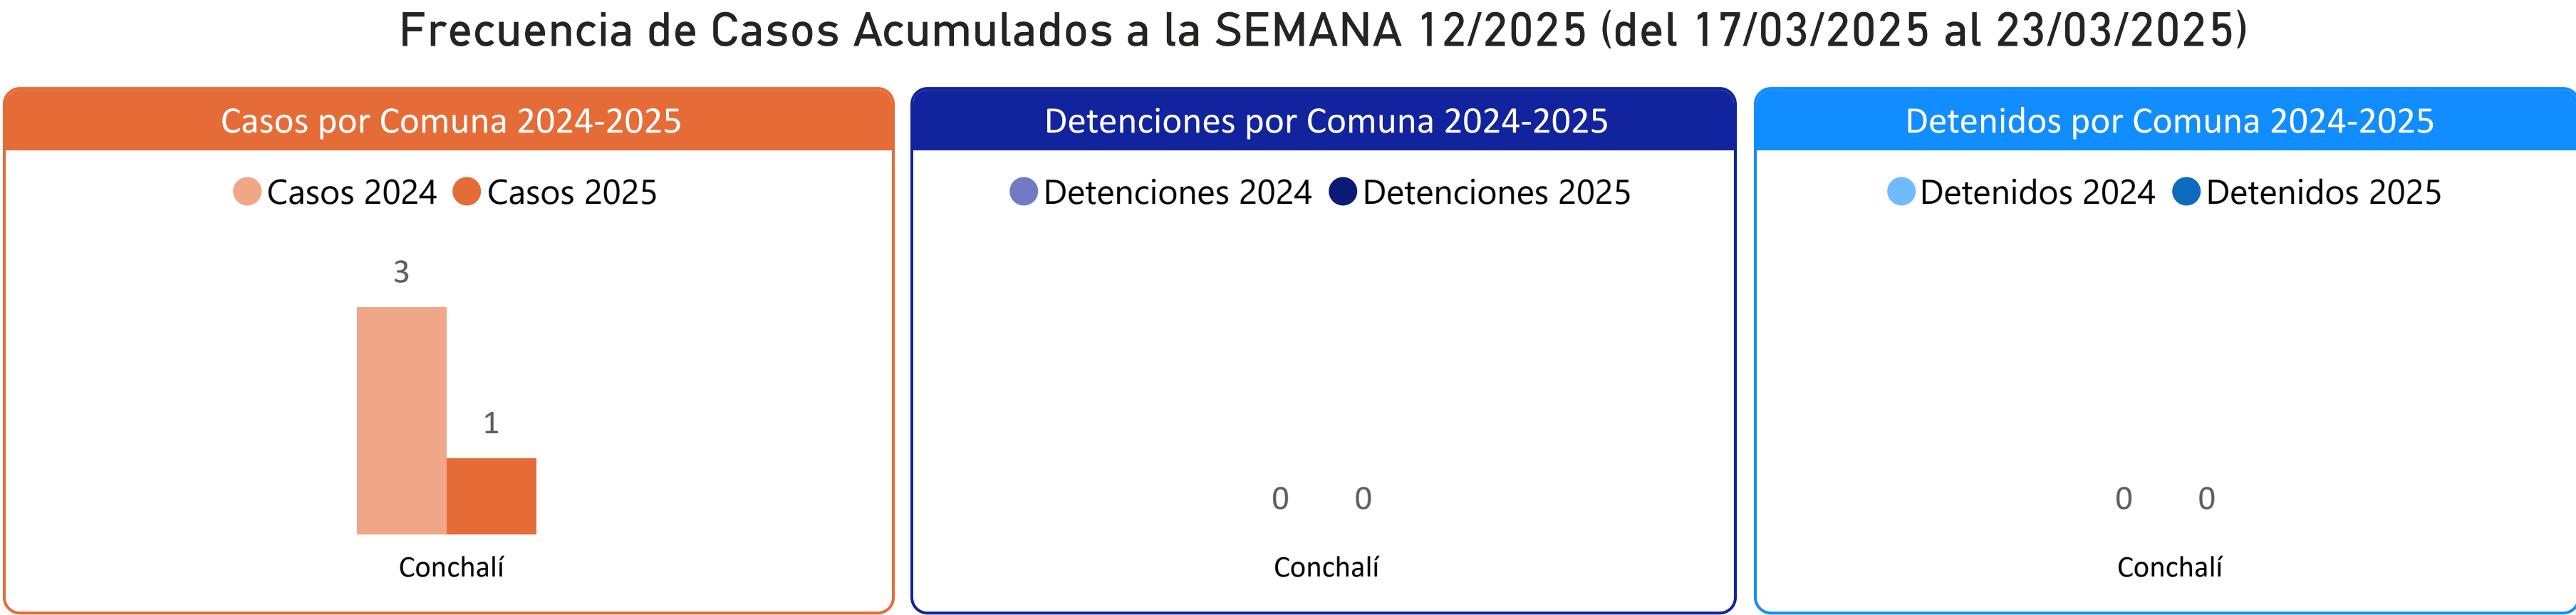 Frecuencia de Casos Acumulados a la SEMANA 12/2025 (del 17/03/2025 al 23/03/2025)
Casos por Comuna 2024-2025
Casos 2024 Casos 2025
3
1
Conchalí
Detenciones por Comuna 2024-2025
Detenciones 2024 Detenciones 2025
0 0
Conchalí
Detenidos por Comuna 2024-2025
Detenidos 2024 Detenidos 2025
0 0
Conchalí